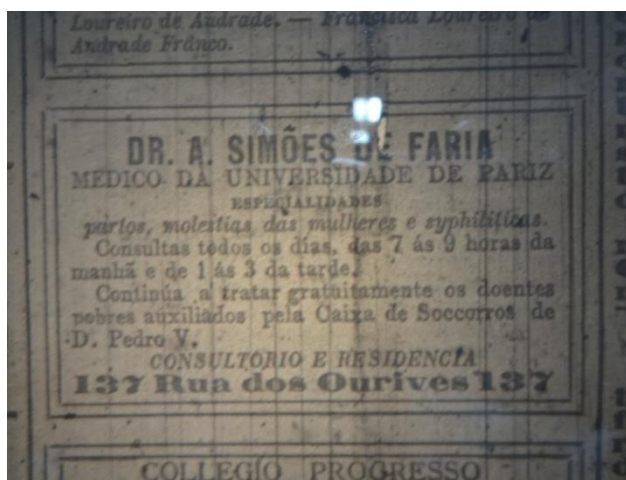 Loureiro de Andrade. — Francisca Loureiro de
Andrade Franco.
DR. A. SIMÕES DE FARIA
MEDICO DA UNIVERSIDADE DE PARIZ
ESPECIALIDADES
partos, molestias das mulheres e syphiliticas.
Consultas todos os dias, das 7 ás 9 horas da
manhã e de 1 ás 3 da tarde.
Continúa a tratar gratuitamente os doentes
pobres auxiliados pela Caixa de Soccorros de
D. Pedro V.
CONSULTORIO E RESIDENCIA
137 Rua dos Ourives 137
COLLEGIO PROGRESSO